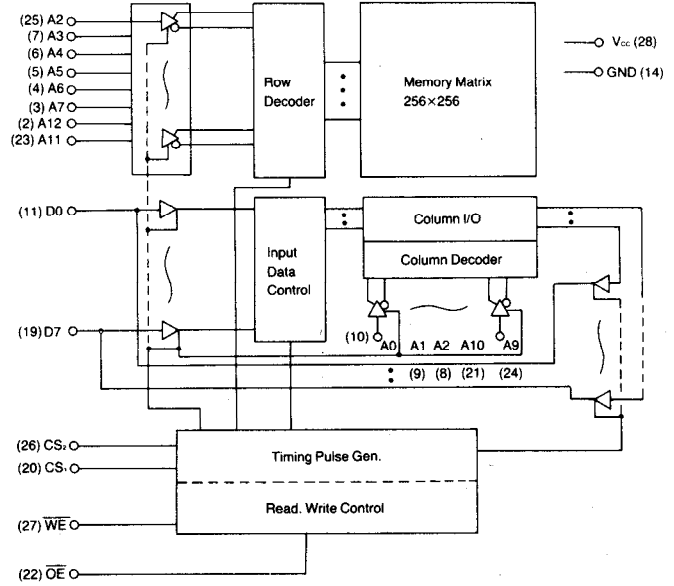 (25) A2
(7) A3
(6) A4
(5) A5
(4) A6
(3) A7
(2) A12
(23) A11
Row
Decoder
Memory Matrix
256×256
Vcc (28)
GND (14)
(11) D0
(19) D7
Input
Data
Control
Column I/O
Column Decoder
(10) A0 A1 A2 A10 A9
(9) (8) (21) (24)
(26) CS₂
(20) CS₁
(27) WE
(22) OE
Timing Pulse Gen.
Read. Write Control